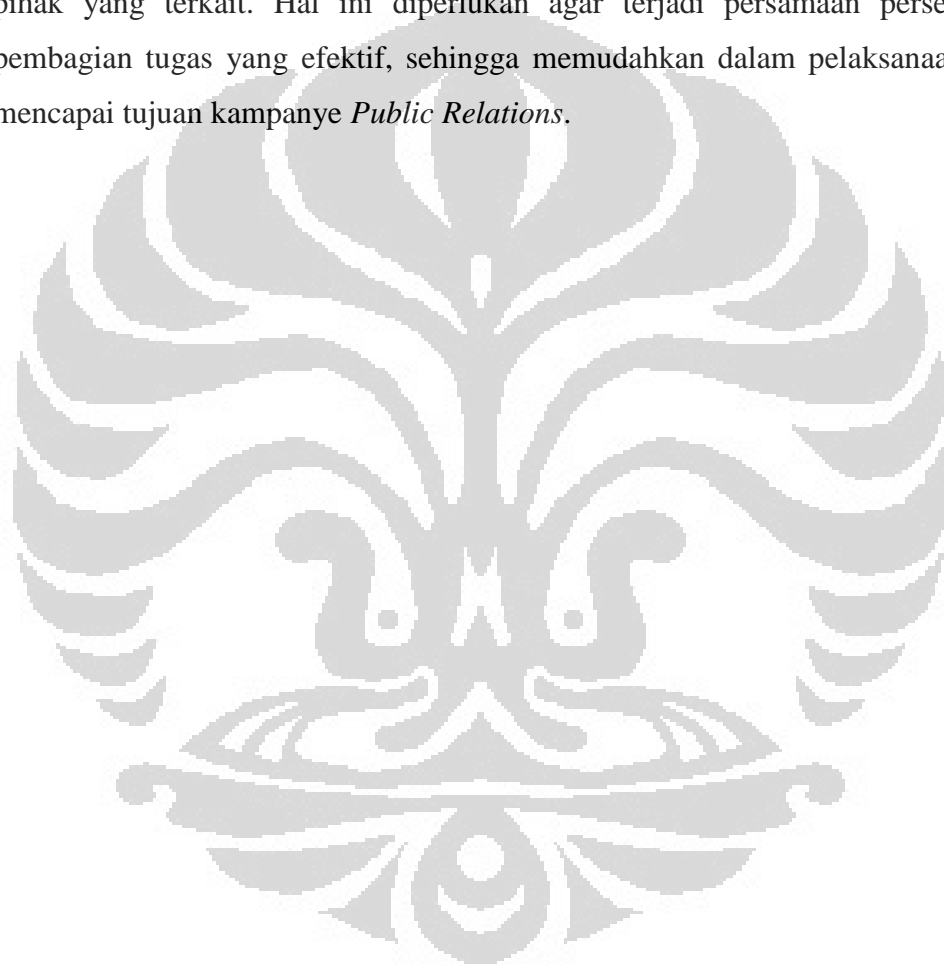 pihak yang terkait. Hal ini diperlukan agar terjadi persamaan perse
pembagian tugas yang efektif, sehingga memudahkan dalam pelaksanaa
mencapai tujuan kampanye Public Relations.